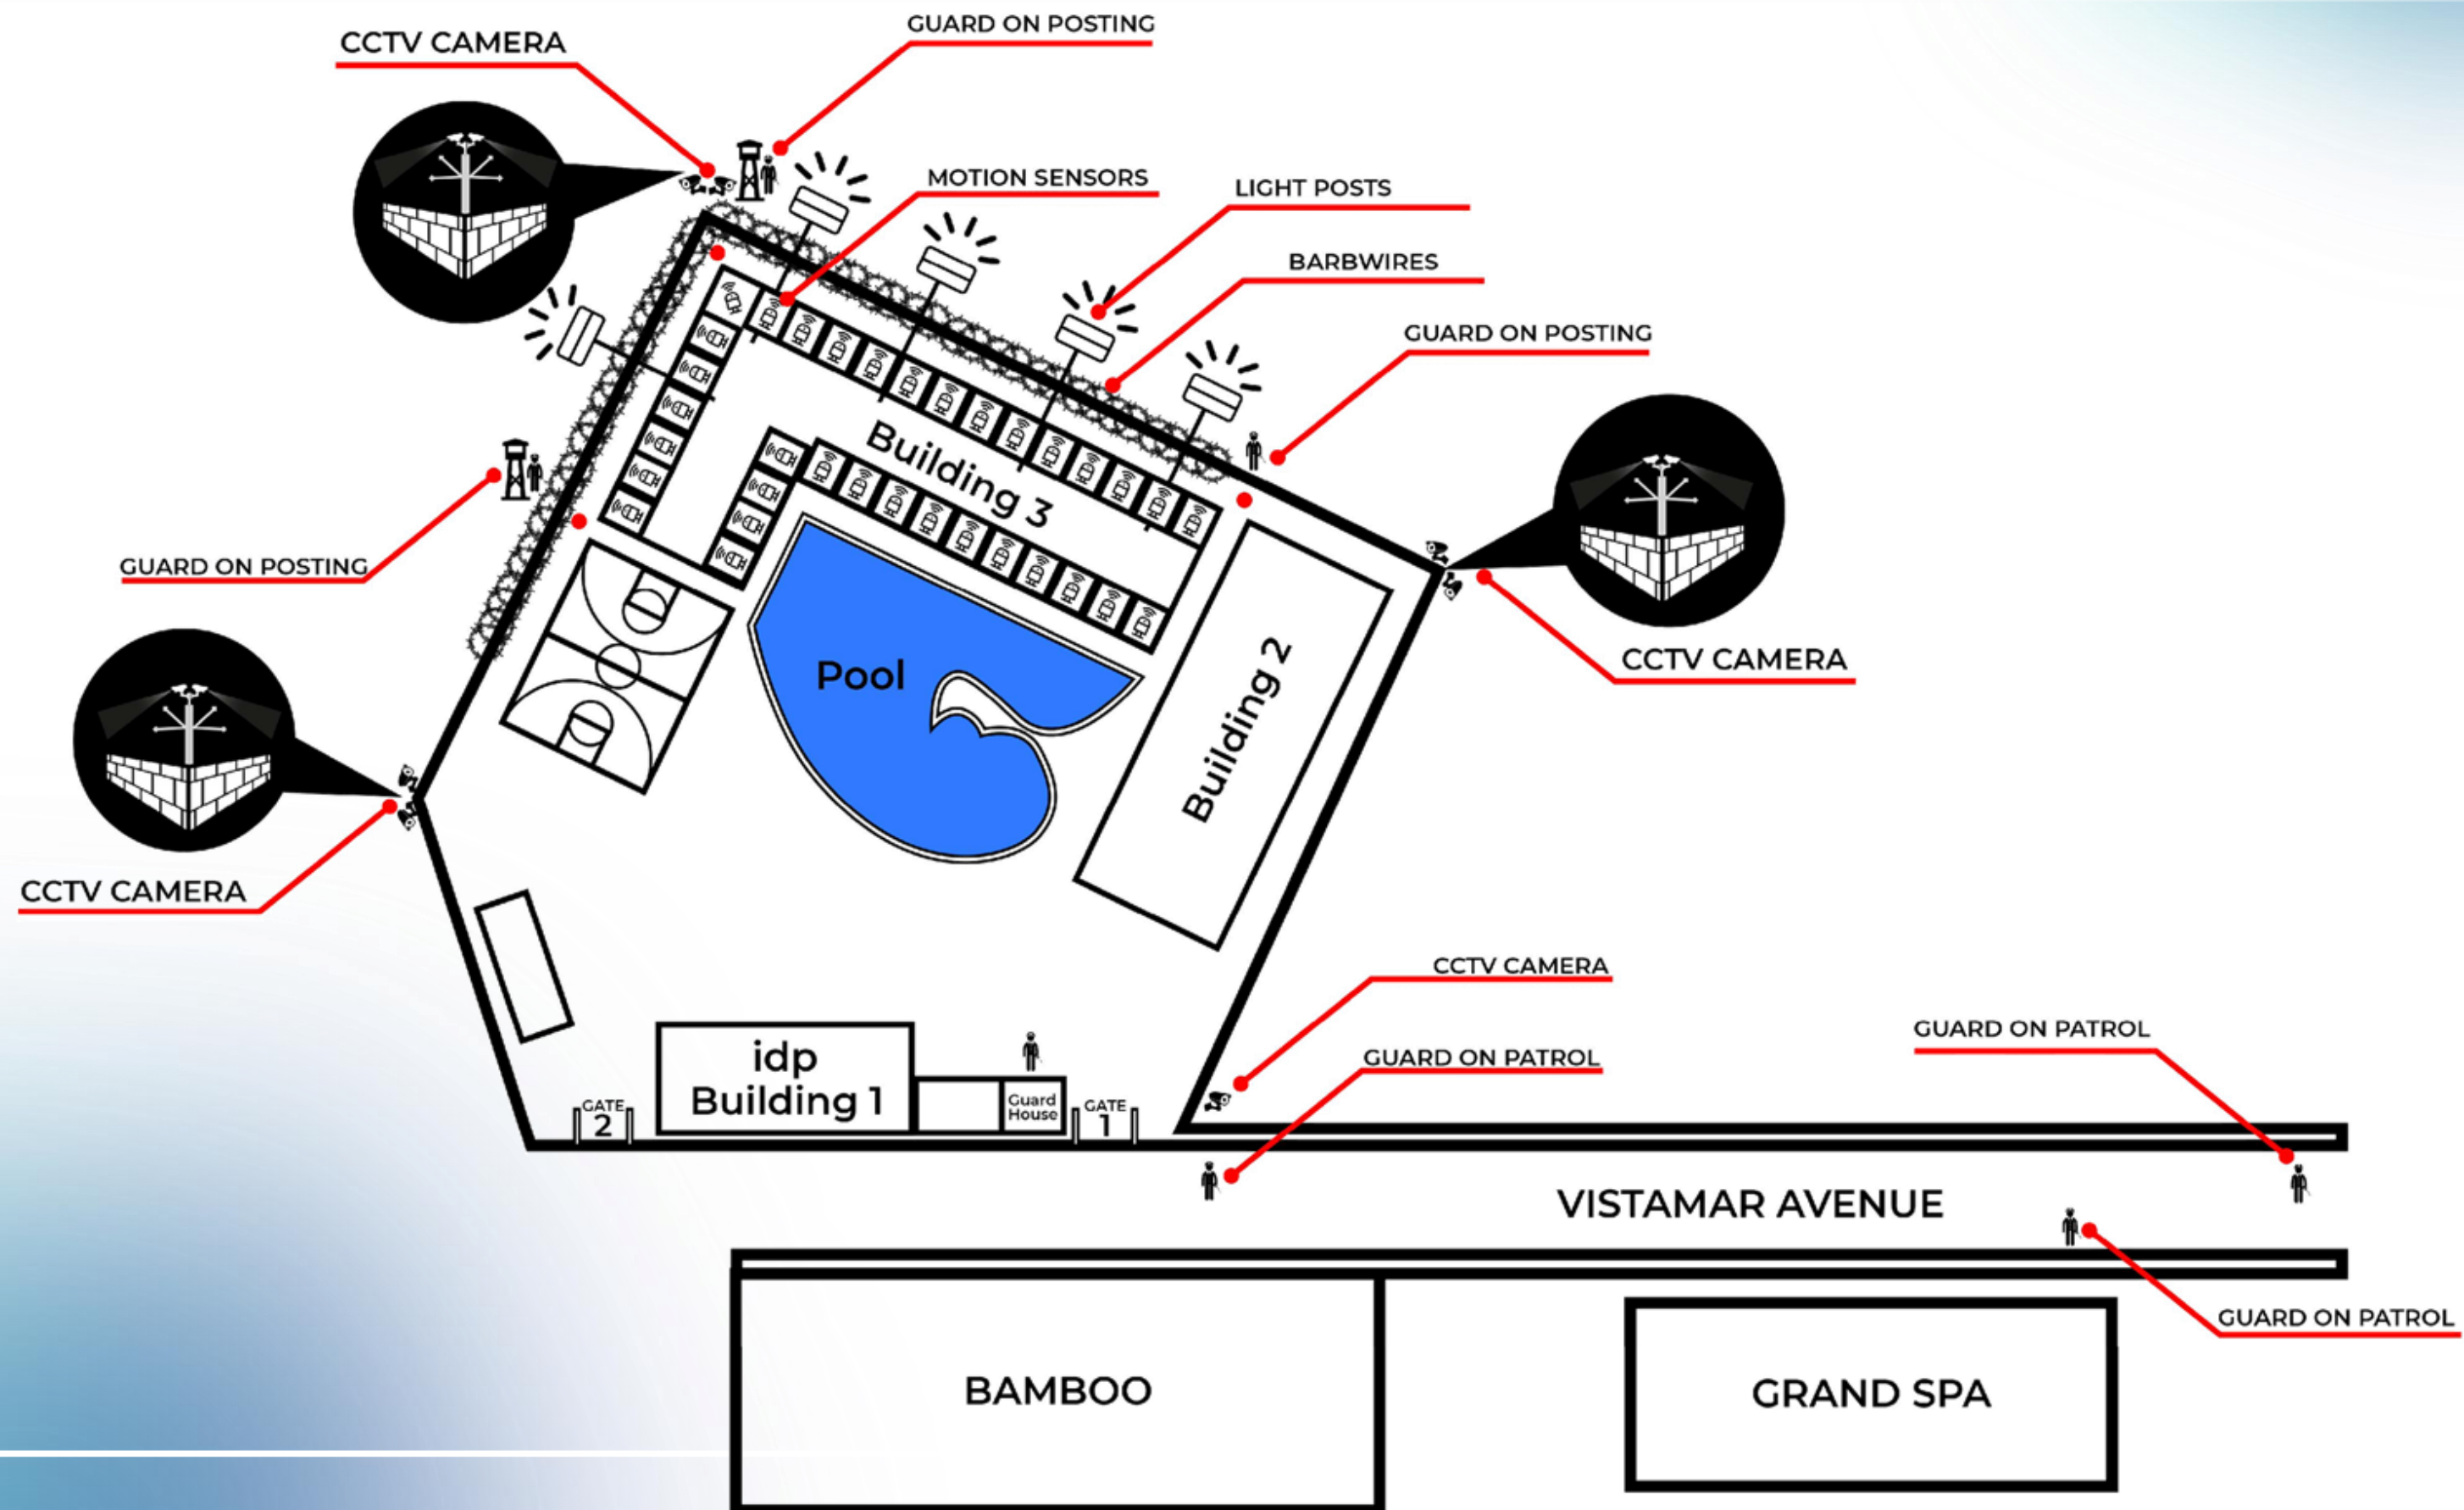 GUARD ON POSTING
CCTV CAMERA
MOTION SENSORS
LIGHT POSTS
BARBWIRES
GUARD ON POSTING
Building 3
GUARD ON POSTING
CCTV CAMERA
Pool
Building 2
CCTV CAMERA
CCTV CAMERA
GUARD ON PATROL
GUARD ON PATROL
idp
Building 1
Guard
House
GATE
1
GATE
2
VISTAMAR AVENUE
GUARD ON PATROL
BAMBOO
GRAND SPA